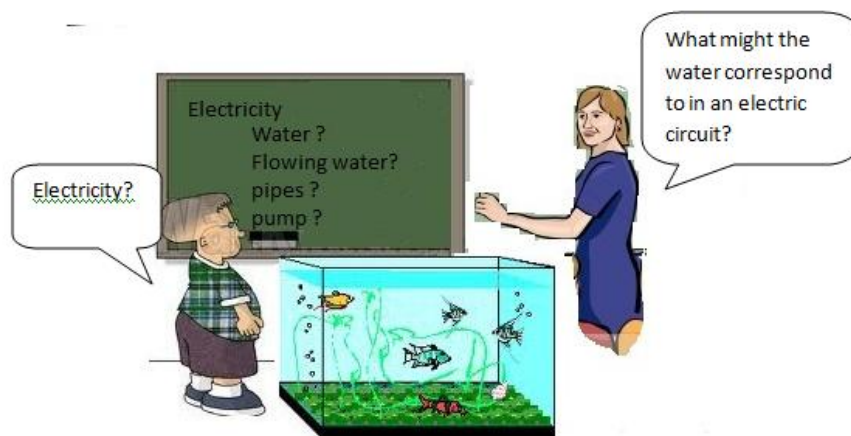 What might the
water correspond
to in an electric
circuit?
Electricity
Water ?
Flowing water?
pipes ?
pump ?
Electricity?